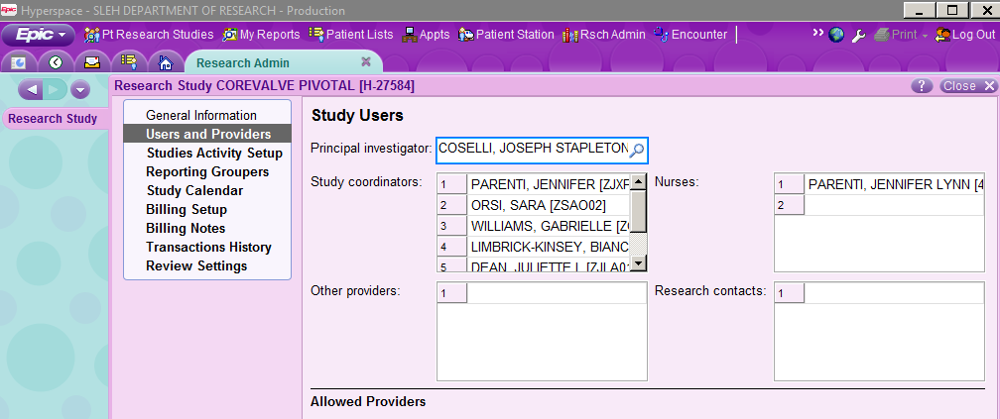 Hyperspace - SLEH DEPARTMENT OF RESEARCH - Production
Epic Pt Research Studies My Reports Patient Lists Appts Patient Station Rsch Admin Encounter Print Log Out
Research Admin
Research Study COREVALVE PIVOTAL [H-27584] ? Close
Research Study
General Information
Users and Providers
Studies Activity Setup
Reporting Groupers
Study Calendar
Billing Setup
Billing Notes
Transactions History
Review Settings
Study Users
Principal investigator: COSELLI, JOSEPH STAPLETON
Study coordinators:
1 PARENTI, JENNIFER [ZJXP
2 ORSI, SARA [ZSAO02]
3 WILLIAMS, GABRIELLE
4 LIMBRICK-KINSEY, BIANC
5 DEAN, JULIETTE L [ZJLA01
Nurses:
1 PARENTI, JENNIFER LYNN [4
2
Other providers: 1
Research contacts: 1
Allowed Providers